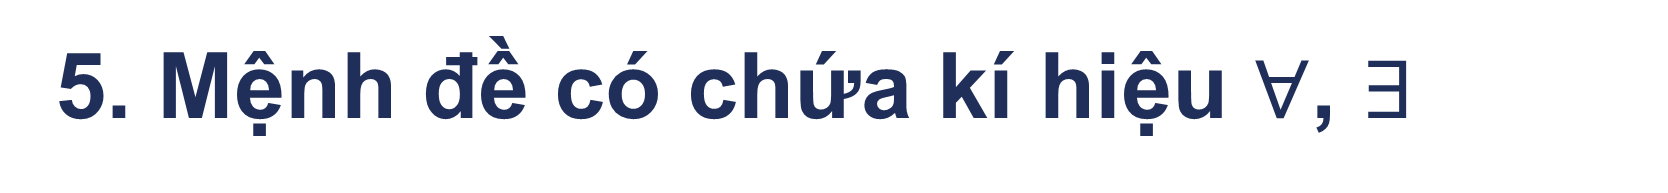 5. Mệnh đề có chứa kí hiệu ∀, ∃